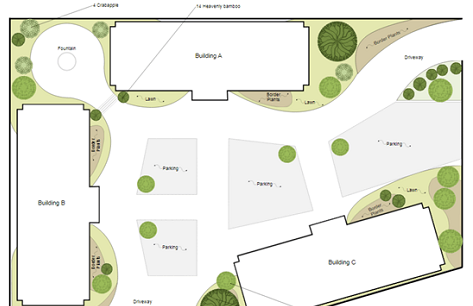 4 Crabapple
14 Heavenly bamboo
Fountain
Building A
Border Plants
Driveway
Lawn
Border
Plants
Lawn
Border
Plants
Parking
Parking
Parking
Building B
Lawn
Border
Plants
Parking
Building C
Border
Plants
Driveway